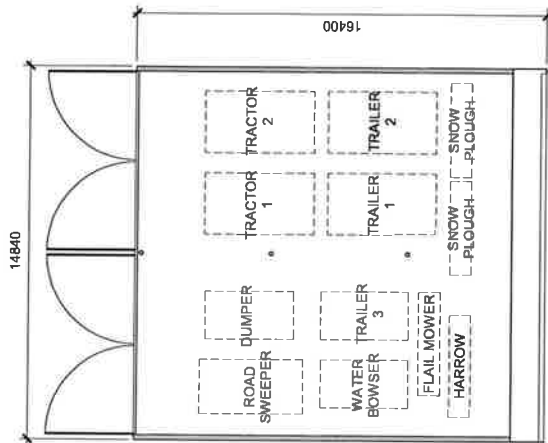 14840
16400
TRACTOR
2
TRAILER
2
SNOW
PLOUGH
TRACTOR
1
TRAILER
1
SNOW
PLOUGH
DUMPER
TRAILER
3
FLAIL MOWER
ROAD
SWEEPER
WATER
BOWSER
HARROW